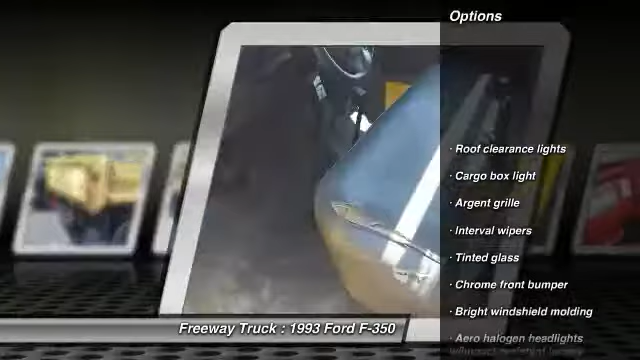 Options
· Roof clearance lights
· Cargo box light
· Argent grille
· Interval wipers
· Tinted glass
· Chrome front bumper
· Bright windshield molding
· Aero halogen headlights
Freeway Truck : 1993 Ford F-350